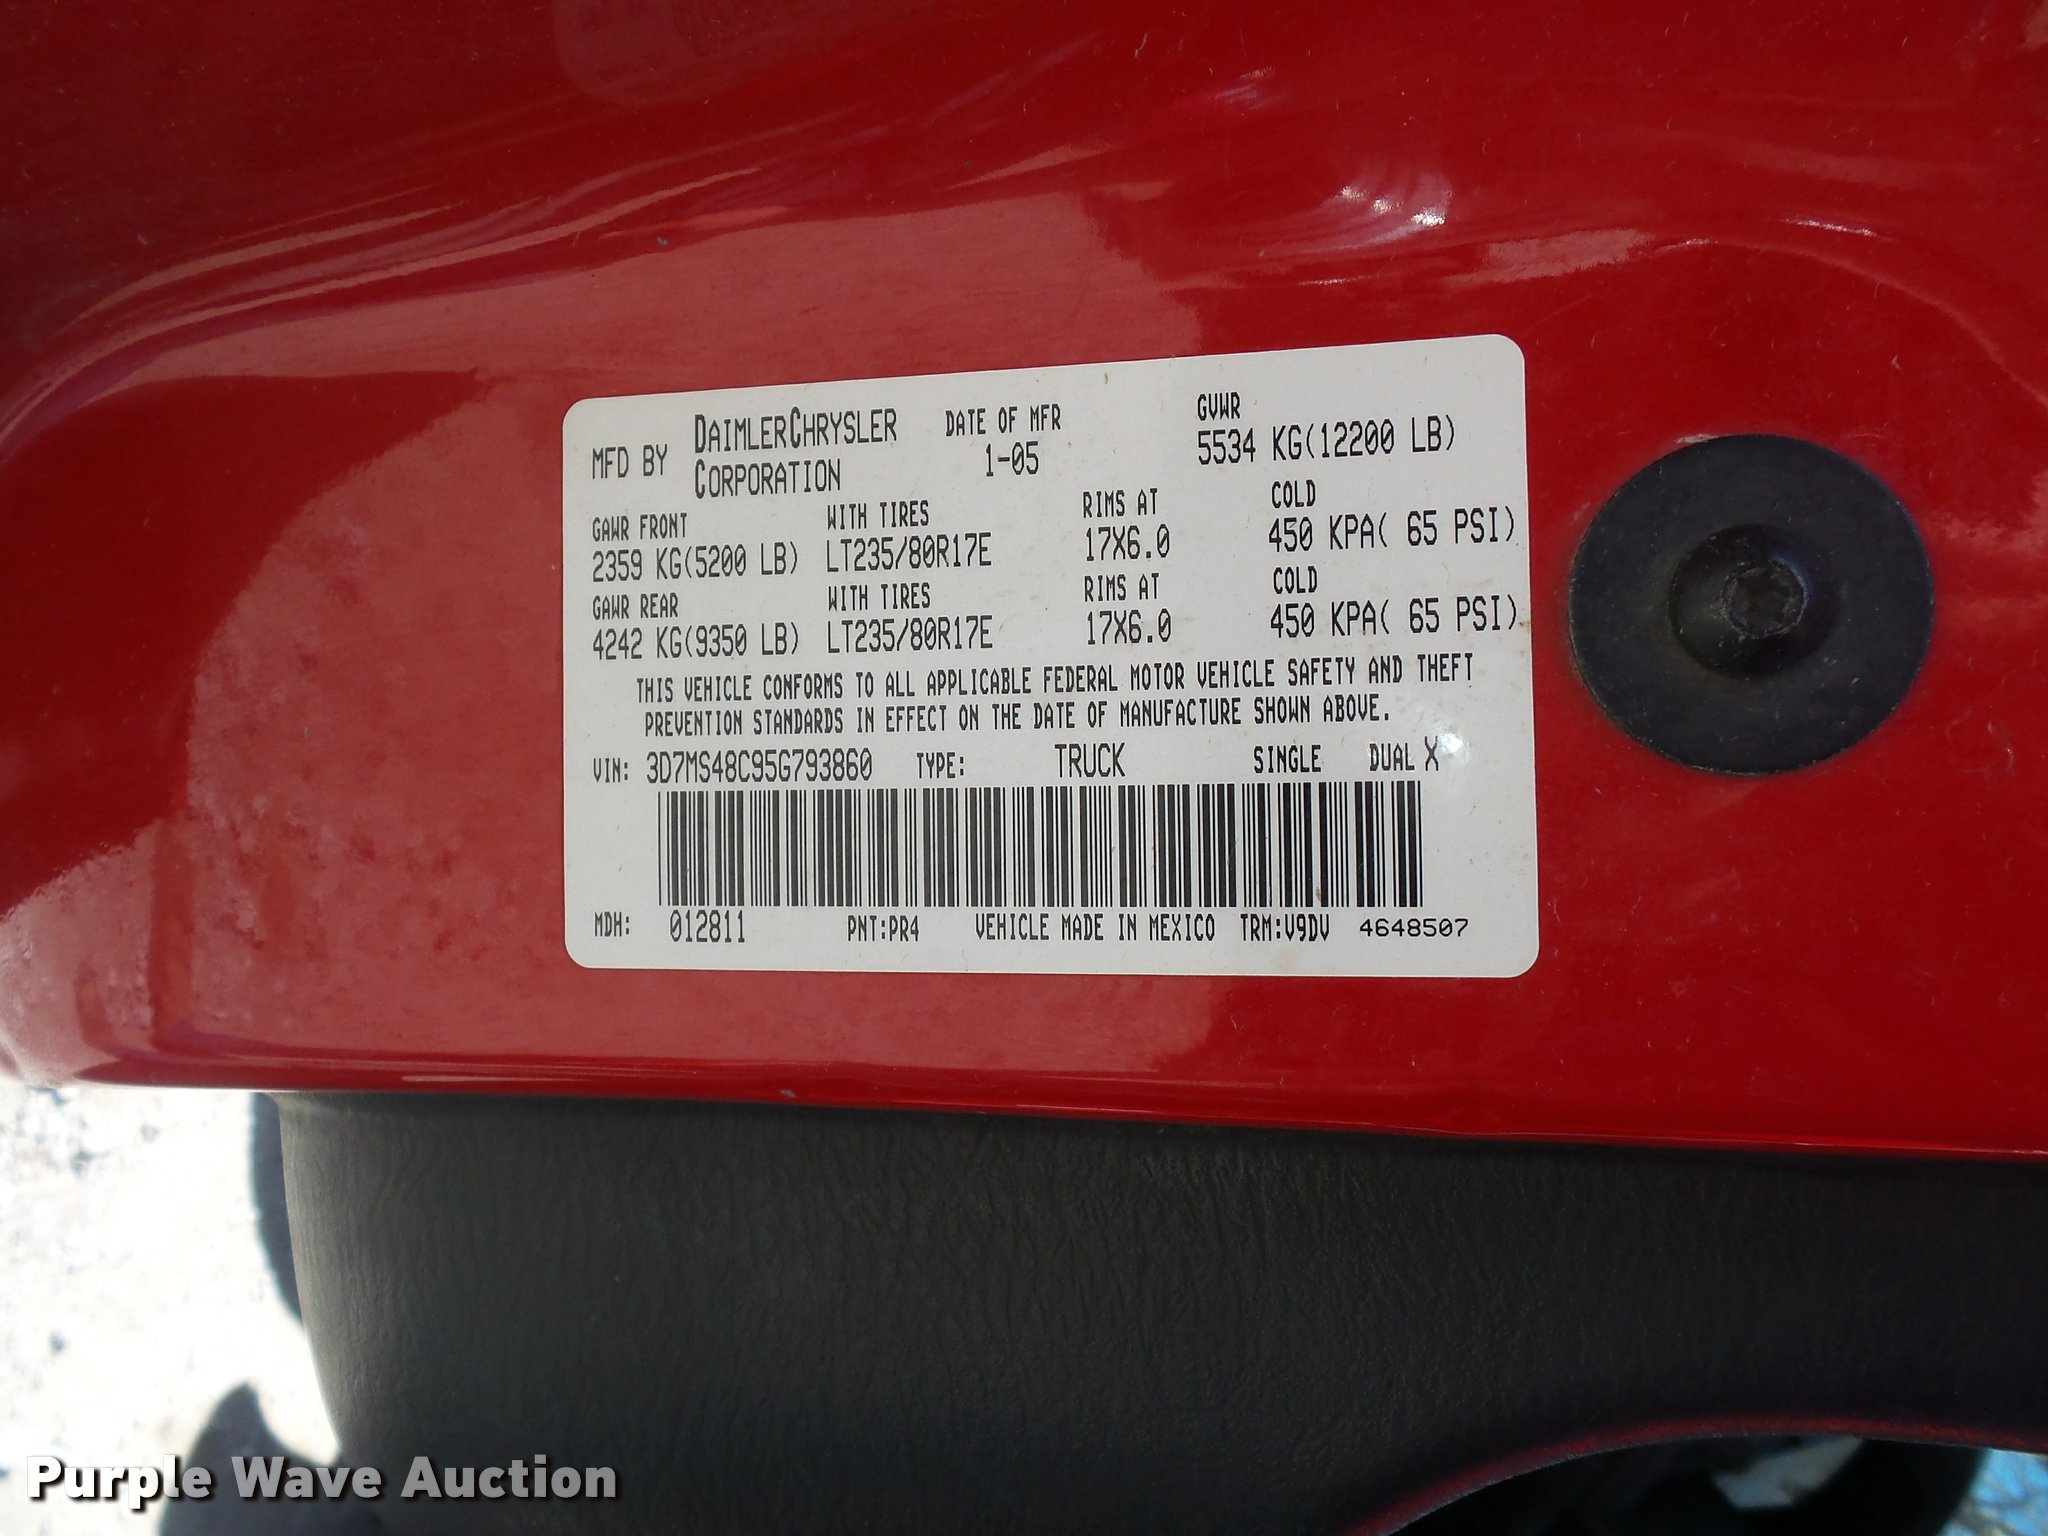 MFD BY DAIMLERCHRYSLER CORPORATION DATE OF MFR 1-05 GVWR 5534 KG(12200 LB)
GAWR FRONT WITH TIRES RIMS AT COLD
2359 KG(5200 LB) LT235/80R17E 17X6.0 450 KPA( 65 PSI)
GAWR REAR WITH TIRES RIMS AT COLD
4242 KG(9350 LB) LT235/80R17E 17X6.0 450 KPA( 65 PSI)
THIS VEHICLE CONFORMS TO ALL APPLICABLE FEDERAL MOTOR VEHICLE SAFETY AND THEFT
PREVENTION STANDARDS IN EFFECT ON THE DATE OF MANUFACTURE SHOWN ABOVE.
VIN: 3D7MS48C95G793860 TYPE: TRUCK SINGLE DUAL X
MDH: 012811 PNT:PR4 VEHICLE MADE IN MEXICO TRM:V9DV 4648507
Purple Wave Auction